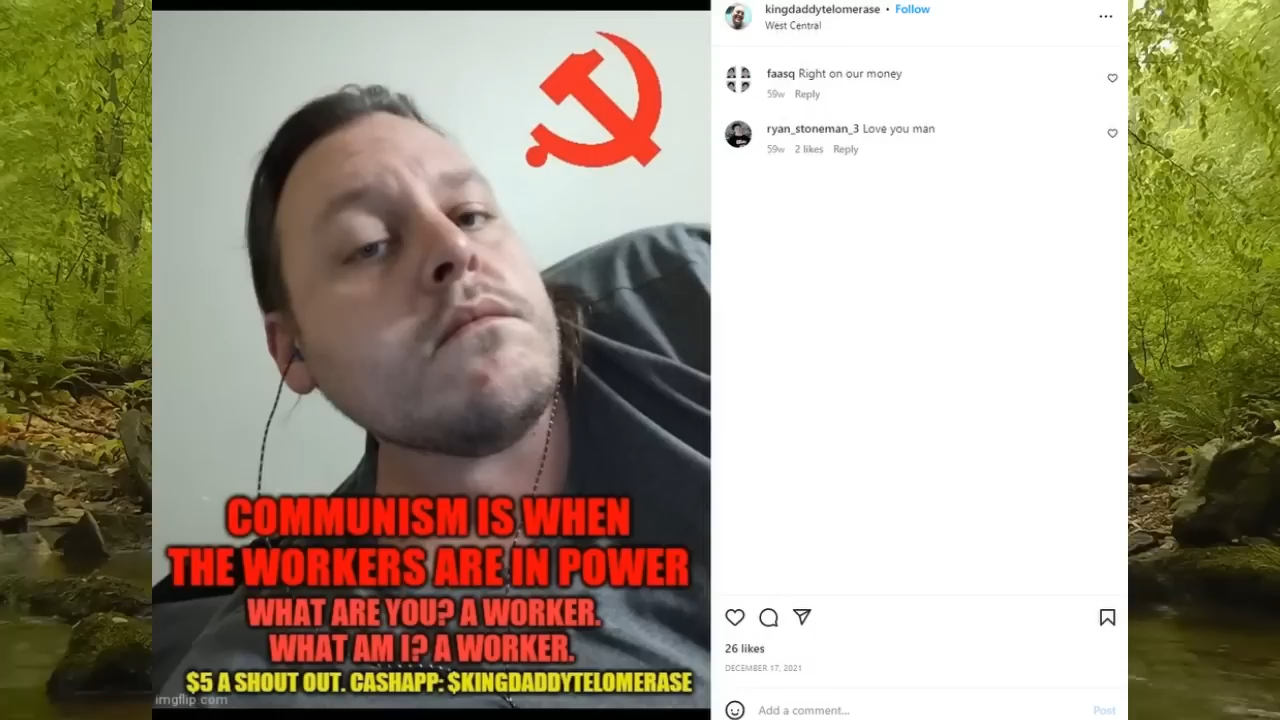 COMMUNISM IS WHEN
THE WORKERS ARE IN POWER
WHAT ARE YOU? A WORKER.
WHAT AM I? A WORKER.
$5 A SHOUT OUT. CASHAPP: $KINGDADDYTELOMERASE
imgflip.com
kingdaddytelomerase • Follow
West Central
faasq Right on our money
59w Reply
ryan_stoneman_3 Love you man
59w 2 likes Reply
26 likes
DECEMBER 17, 2021
Add a comment... Post